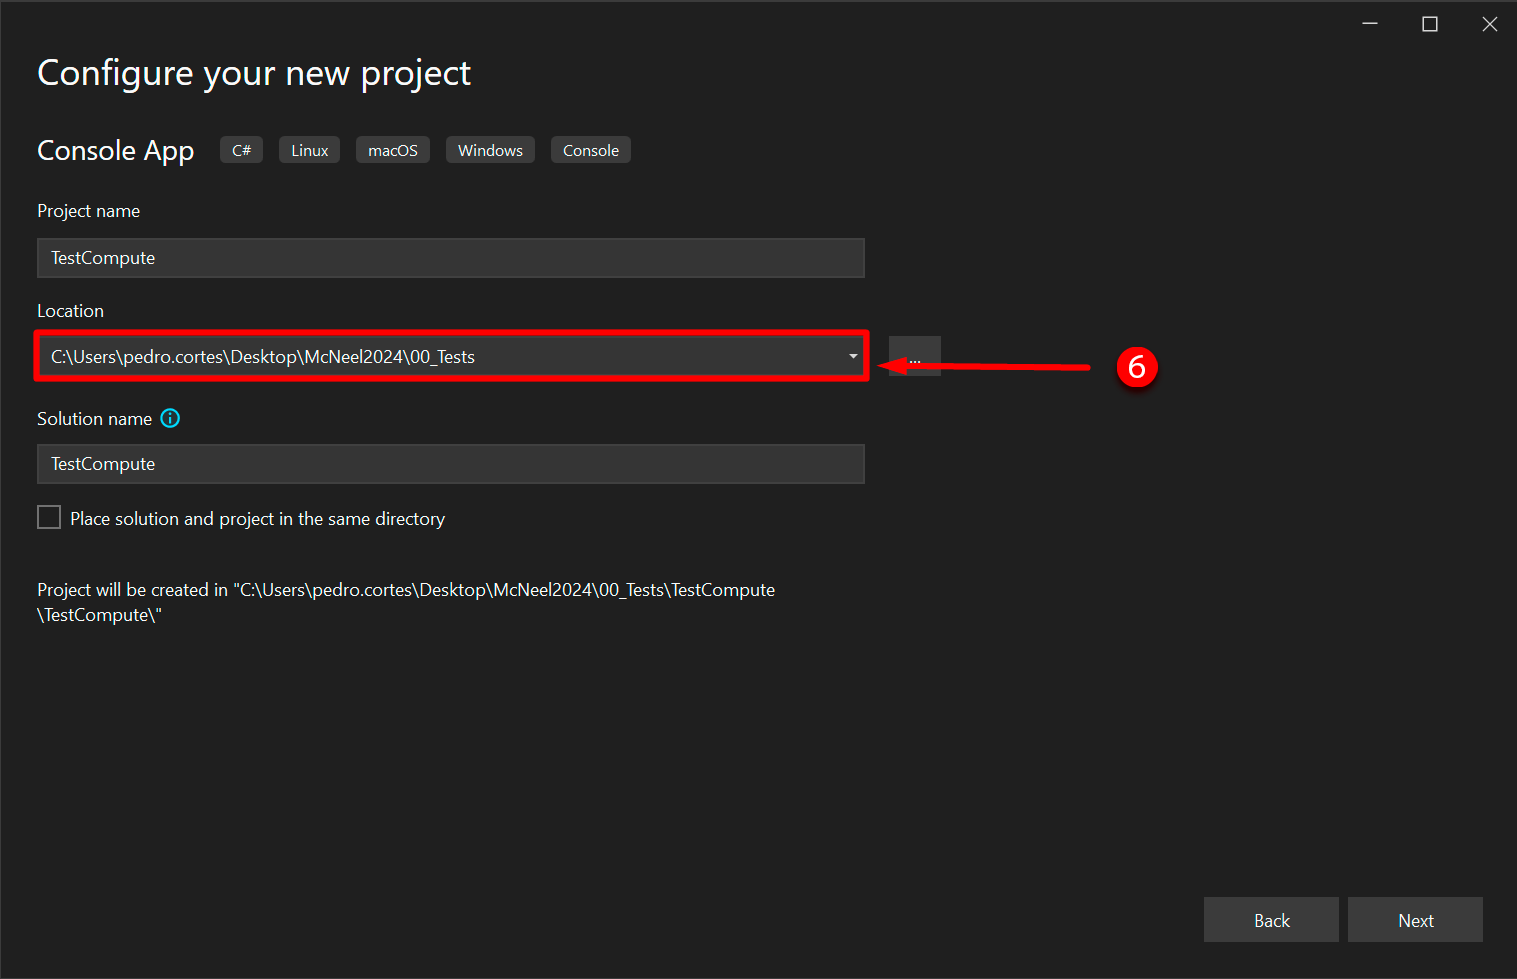 Configure your new project
Console App C# Linux macOS Windows Console
Project name
TestCompute
Location
C:\Users\pedro.cortes\Desktop\McNeel2024\00_Tests
...
6
Solution name
TestCompute
Place solution and project in the same directory
Project will be created in "C:\Users\pedro.cortes\Desktop\McNeel2024\00_Tests\TestCompute
\TestCompute\"
Back Next